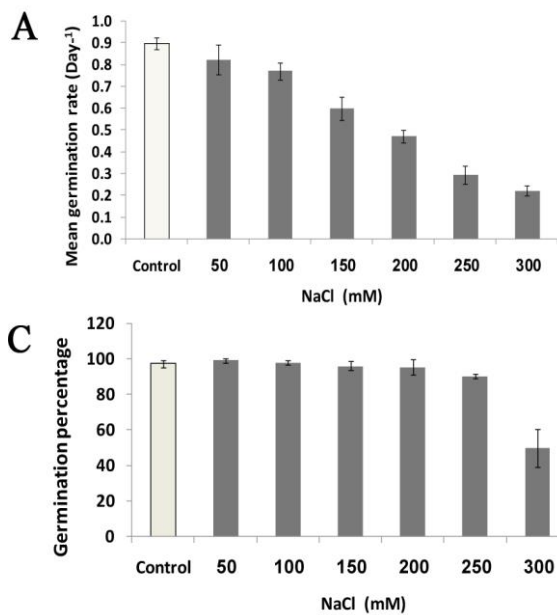 A
Mean germination rate (Day-1)
1.0
0.9
0.8
0.7
0.6
0.5
0.4
0.3
0.2
0.1
0.0
Control 50 100 150 200 250 300
NaCl (mM)
C
Germination percentage
120
100
80
60
40
20
0
Control 50 100 150 200 250 300
NaCl (mM)